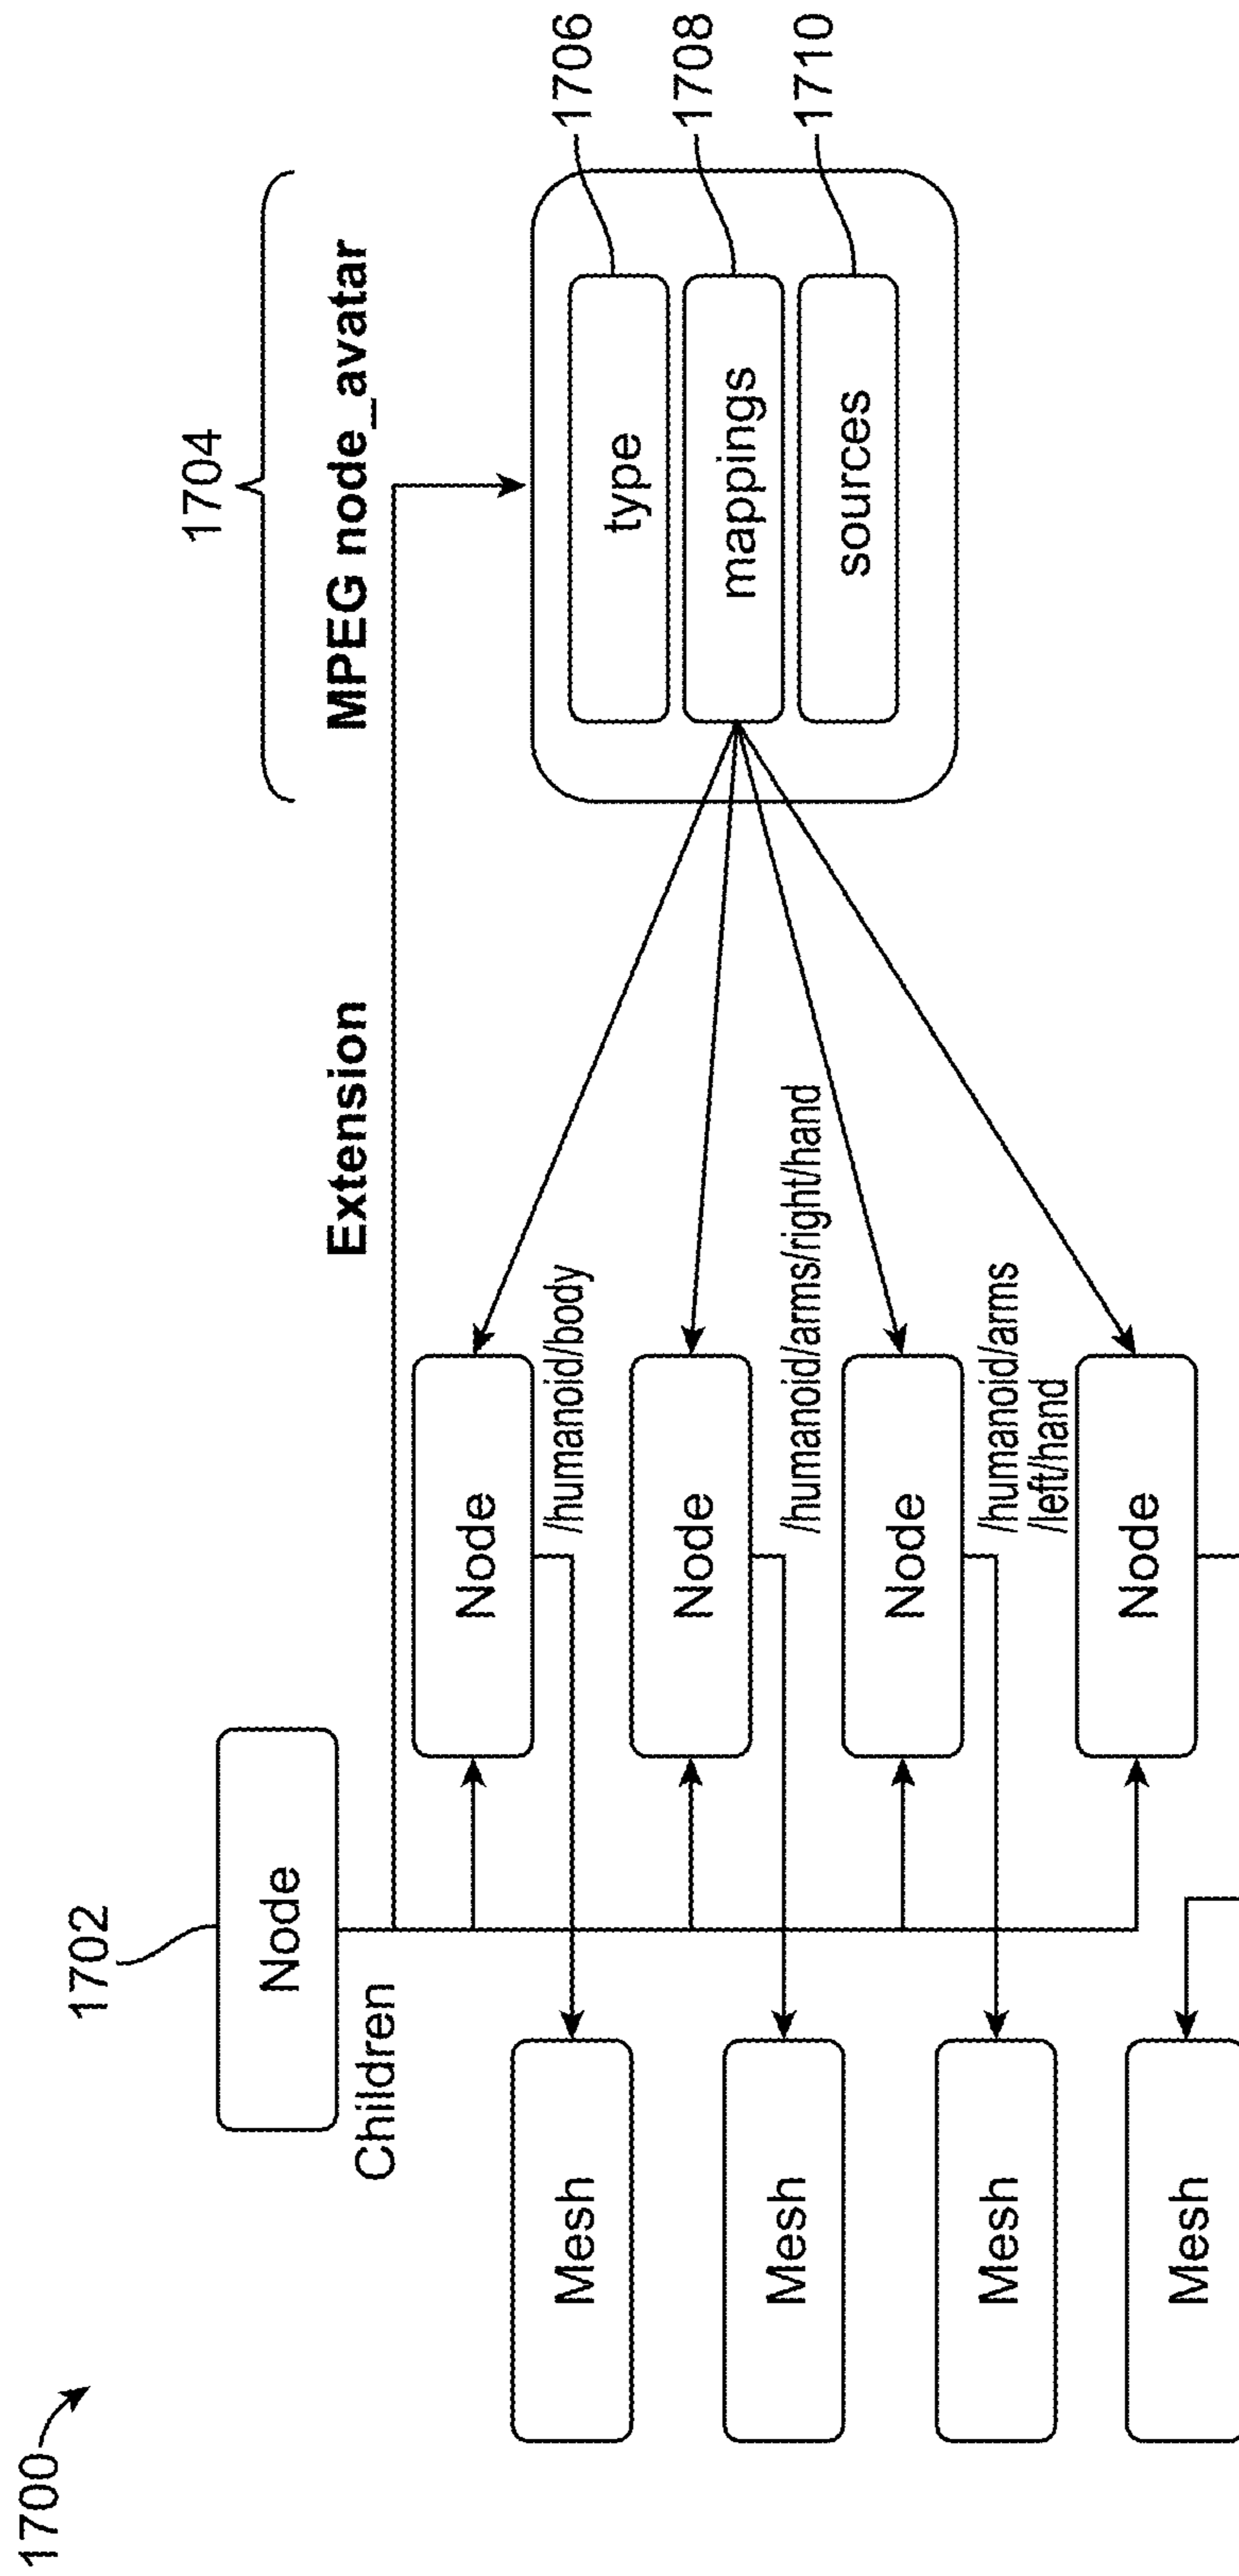 1700
1702
Node
Children
1704
Extension
MPEG node_avatar
Node
/humanoid/body
Mesh
type
1706
Node
/humanoid/arms/right/hand
Mesh
mappings
1708
Node
/humanoid/arms
/left/hand
Mesh
sources
1710
Node
Mesh